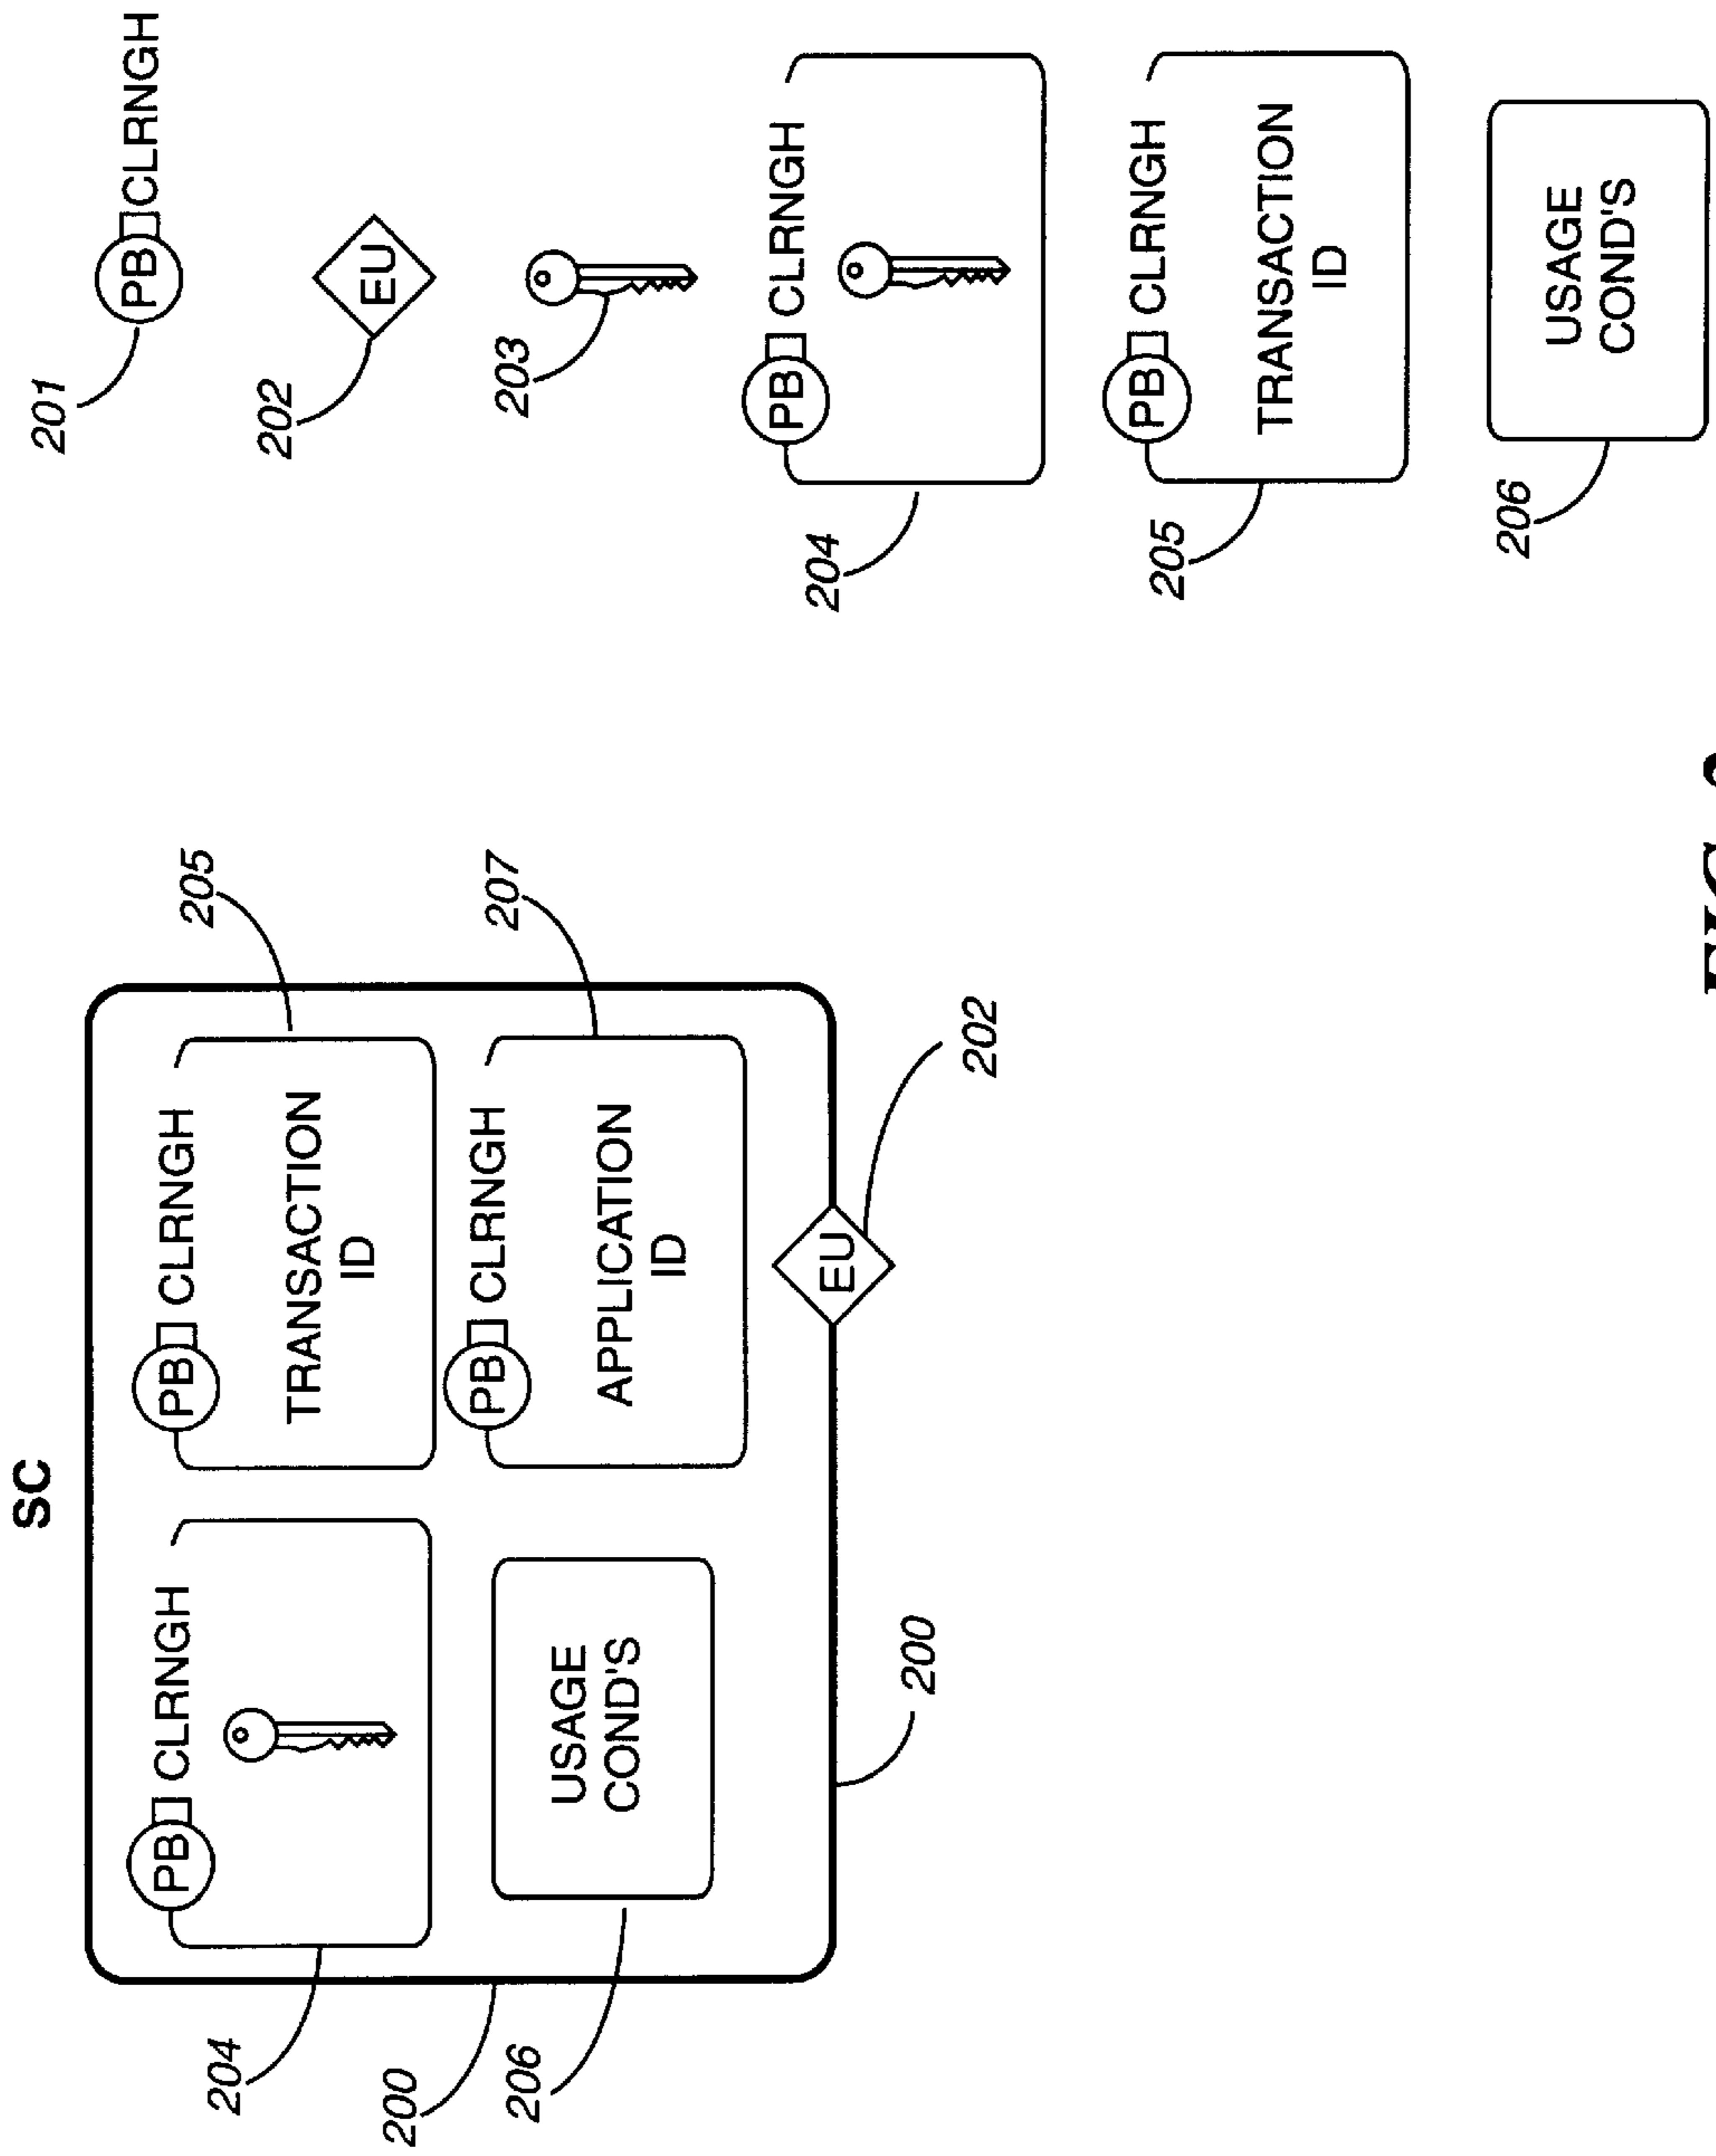 SC
204
PB CLRNGH
PB CLRNGH
TRANSACTION
ID
205
200
206
USAGE
COND'S
PB CLRNGH
APPLICATION
ID
207
EU
200
202
201
PB CLRNGH
202
EU
203
204
PB CLRNGH
205
PB CLRNGH
TRANSACTION
ID
206
USAGE
COND'S